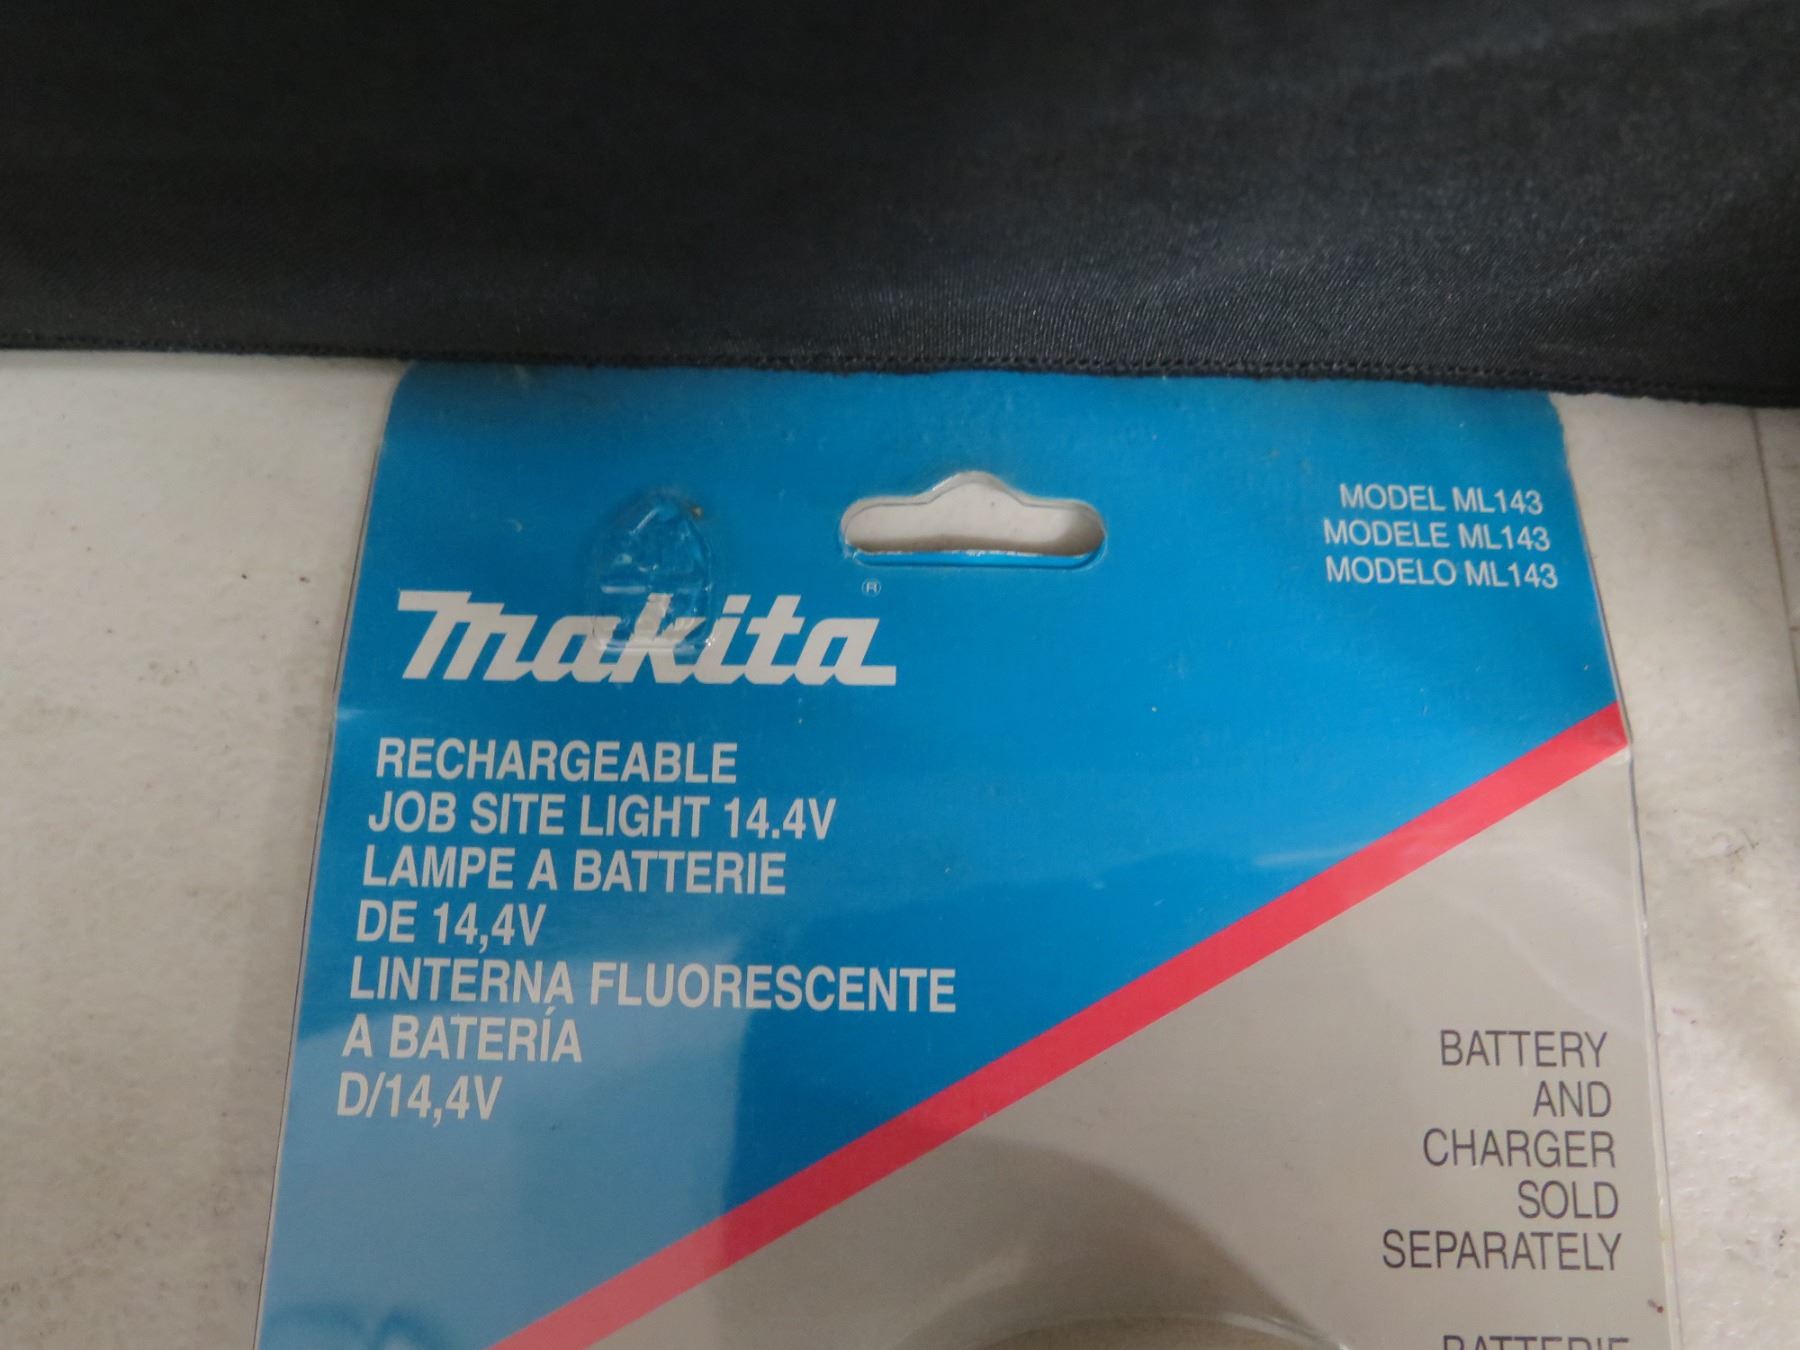 MODEL ML143
MODELE ML143
MODELO ML143
makita®
RECHARGEABLE
JOB SITE LIGHT 14.4V
LAMPE A BATTERIE
DE 14,4V
LINTERNA FLUORESCENTE
A BATERÍA
D/14,4V
BATTERY
AND
CHARGER
SOLD
SEPARATELY
BATTERIE